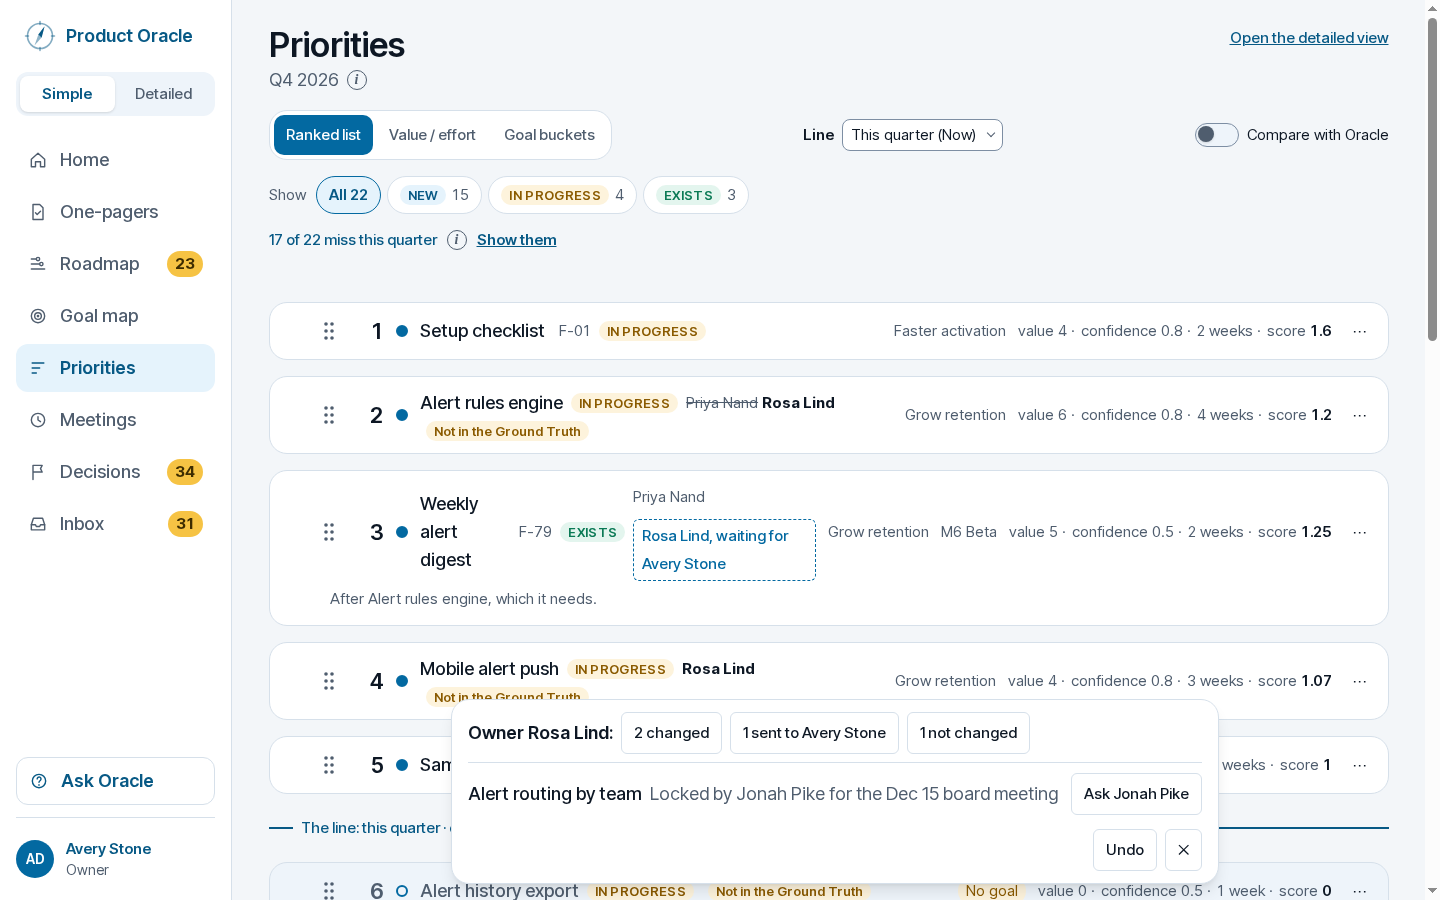 Product Oracle
Simple Detailed
Home
One-pagers
Roadmap 23
Goal map
Priorities
Meetings
Decisions 34
Inbox 31
Ask Oracle
AD Avery Stone
Owner
Priorities
Open the detailed view
Q4 2026 i
Ranked list Value / effort Goal buckets
Line This quarter (Now)
Compare with Oracle
Show All 22 NEW 15 IN PROGRESS 4 EXISTS 3
17 of 22 miss this quarter i Show them
1 Setup checklist F-01 IN PROGRESS Faster activation value 4 · confidence 0.8 · 2 weeks · score 1.6 ···
2 Alert rules engine IN PROGRESS Priya Nand Rosa Lind Grow retention value 6 · confidence 0.8 · 4 weeks · score 1.2 ···
Not in the Ground Truth
3 Weekly alert digest F-79 EXISTS Priya Nand
Rosa Lind, waiting for Avery Stone
Grow retention M6 Beta value 5 · confidence 0.5 · 2 weeks · score 1.25 ···
After Alert rules engine, which it needs.
4 Mobile alert push IN PROGRESS Rosa Lind Grow retention value 4 · confidence 0.8 · 3 weeks · score 1.07 ···
Not in the Ground Truth
5 Sam weeks · score 1 ···
The line: this quarter ·
6 Alert history export IN PROGRESS Not in the Ground Truth No goal value 0 · confidence 0.5 · 1 week · score 0 ···
Owner Rosa Lind: 2 changed 1 sent to Avery Stone 1 not changed
Alert routing by team Locked by Jonah Pike for the Dec 15 board meeting Ask Jonah Pike
Undo